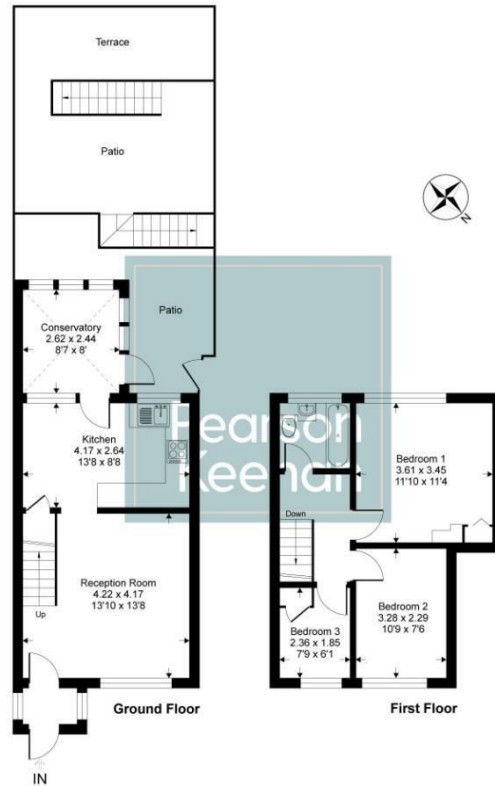 Terrace
Patio
N
Patio
Conservatory
2.62 x 2.44
8'7 x 8'
Kitchen
4.17 x 2.64
13'8 x 8'8
Pearson
Keenan
Bedroom 1
3.61 x 3.45
11'10 x 11'4
Down
Reception Room
4.22 x 4.17
13'10 x 13'8
Up
Bedroom 2
3.28 x 2.29
10'9 x 7'6
Bedroom 3
2.36 x 1.85
7'9 x 6'1
Ground Floor
First Floor
IN